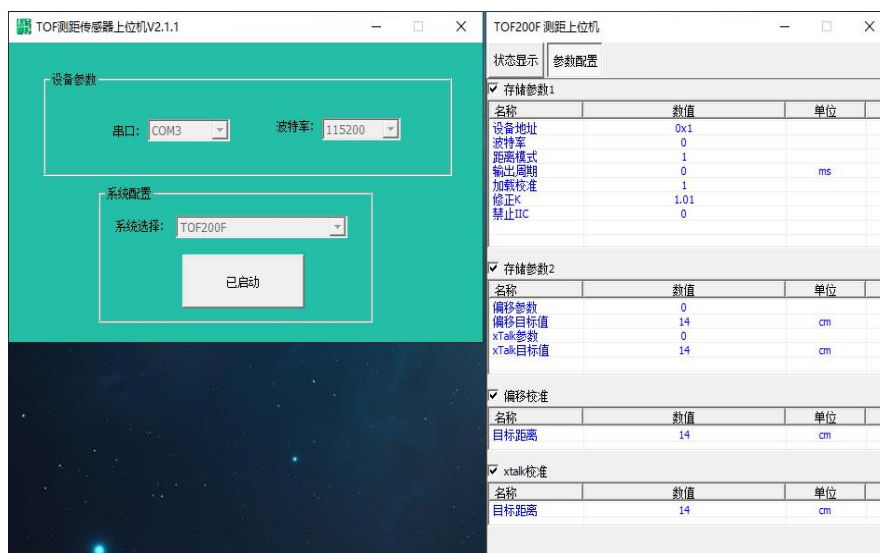 TOF测距传感器上位机V2.1.1
设备参数
串口: COM3 波特率: 115200
系统配置
系统选择: TOF200F
已启动
TOF200F 测距上位机
状态显示 参数配置
存储参数1
名称 数值 单位
设备地址 0x1
波特率 0
距离模式 1
输出周期 0 ms
加载校准 1
修正K 1.01
禁止IIC 0
存储参数2
名称 数值 单位
偏移参数 0
偏移目标值 14 cm
xTalk参数 0
xTalk目标值 14 cm
偏移校准
名称 数值 单位
目标距离 14 cm
xtalk校准
名称 数值 单位
目标距离 14 cm